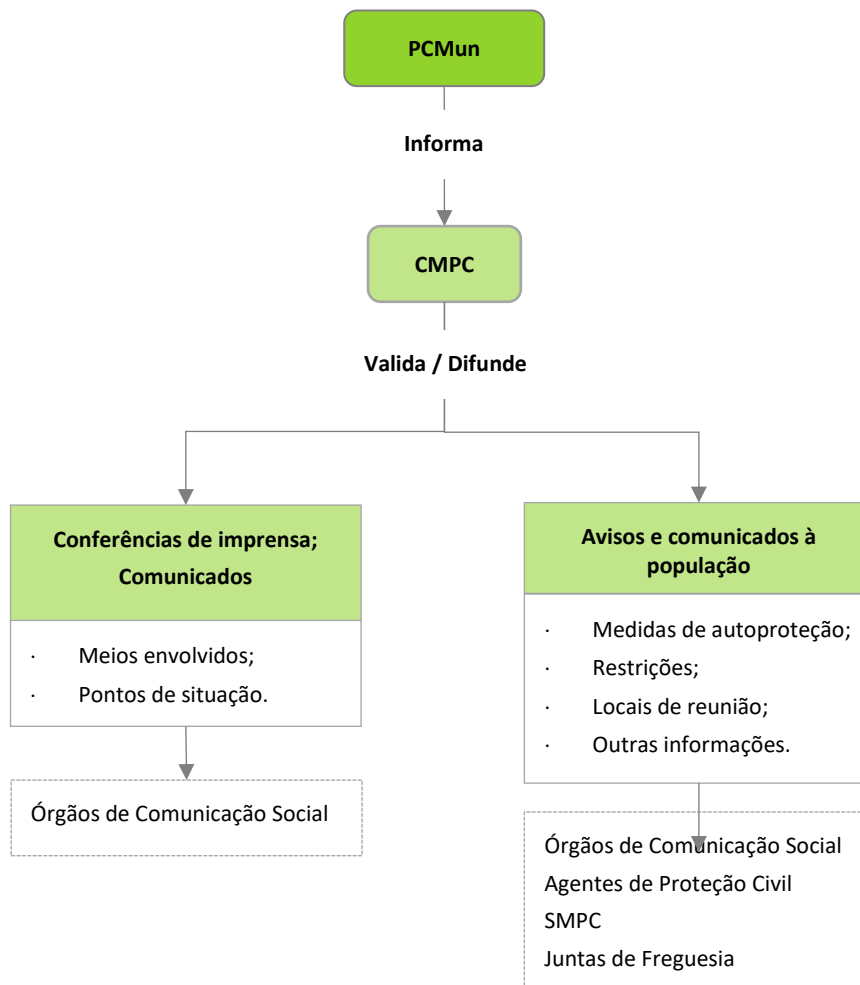 PCMun
Informa
CMPC
Valida / Difunde
Conferências de imprensa;
Comunicados
· Meios envolvidos;
· Pontos de situação.
Órgãos de Comunicação Social
Avisos e comunicados à
população
· Medidas de autoproteção;
· Restrições;
· Locais de reunião;
· Outras informações.
Órgãos de Comunicação Social
Agentes de Proteção Civil
SMPC
Juntas de Freguesia